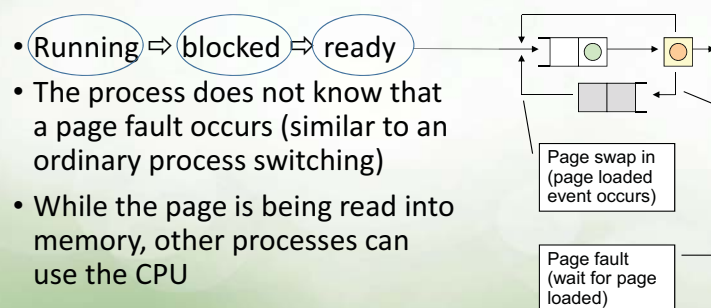 • Running ⇨ blocked ⇨ ready
• The process does not know that
a page fault occurs (similar to an
ordinary process switching)
• While the page is being read into
memory, other processes can
use the CPU
Page swap in
(page loaded
event occurs)
Page fault
(wait for page
loaded)